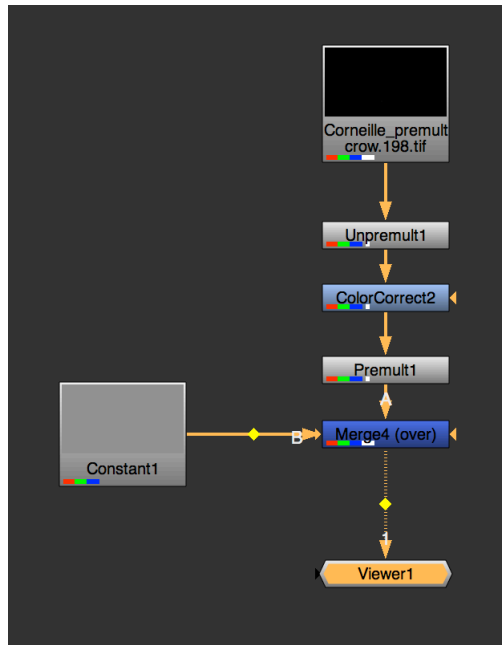 Corneille_premult
crow.198.tif
Unpremult1
ColorCorrect2
Premult1
A
Constant1
B
Merge4 (over)
1
Viewer1